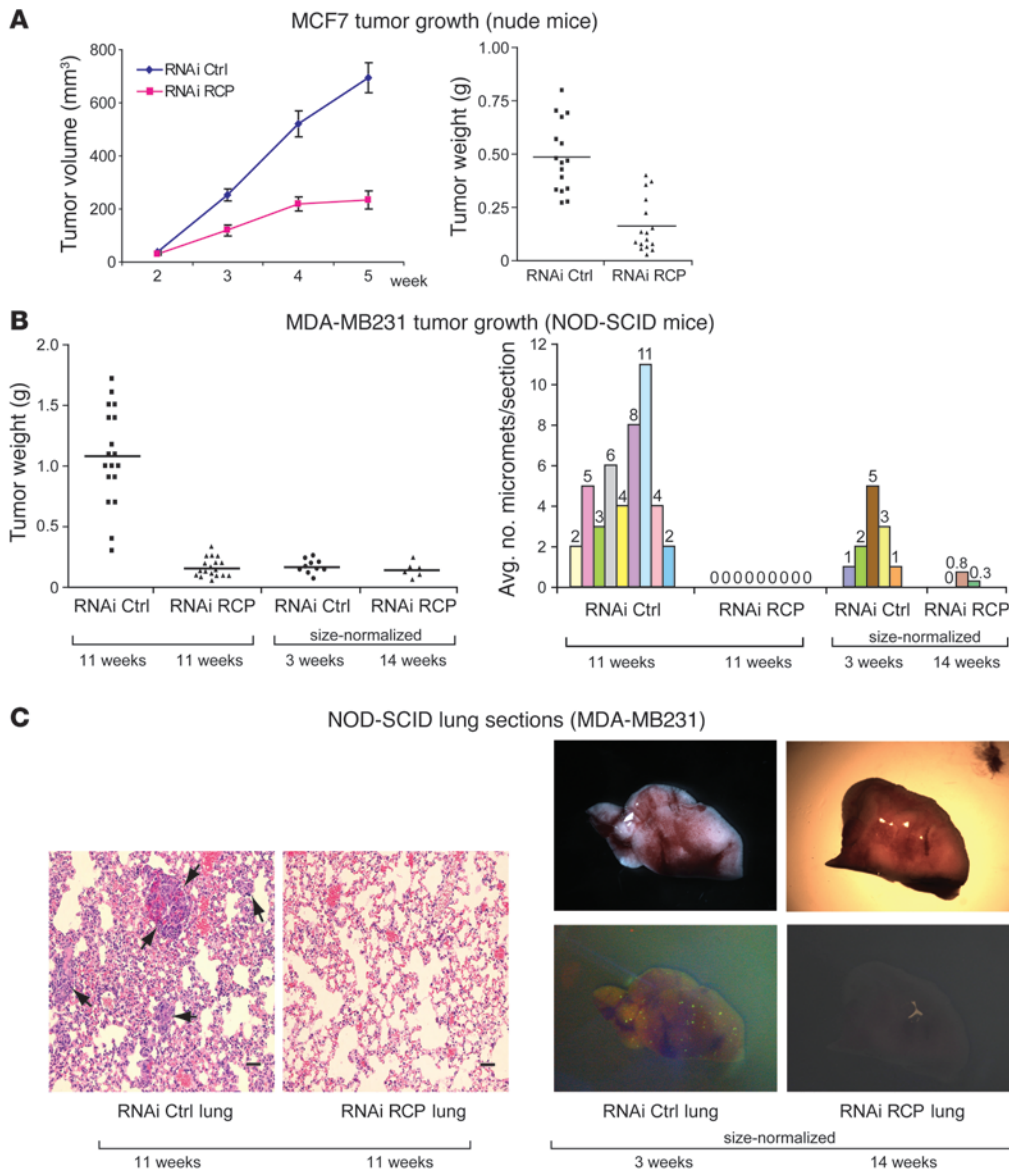 A
MCF7 tumor growth (nude mice)
Tumor volume (mm³)
800
600
400
200
0
RNAi Ctrl
RNAi RCP
2 3 4 5 week
Tumor weight (g)
1.00
0.75
0.50
0.25
0
RNAi Ctrl RNAi RCP
B
MDA-MB231 tumor growth (NOD-SCID mice)
Tumor weight (g)
2.0
1.5
1.0
0.5
0
RNAi Ctrl RNAi RCP RNAi Ctrl RNAi RCP
size-normalized
11 weeks 11 weeks 3 weeks 14 weeks
Avg. no. micromets/section
12
10
8
6
4
2
0
2 5 3 6 4 8 11 4 2
0000000000
1 2 5 3 1
0 0.8 0.3
RNAi Ctrl RNAi RCP RNAi Ctrl RNAi RCP
size-normalized
11 weeks 11 weeks 3 weeks 14 weeks
C
NOD-SCID lung sections (MDA-MB231)
RNAi Ctrl lung RNAi RCP lung
11 weeks 11 weeks
RNAi Ctrl lung RNAi RCP lung
size-normalized
3 weeks 14 weeks